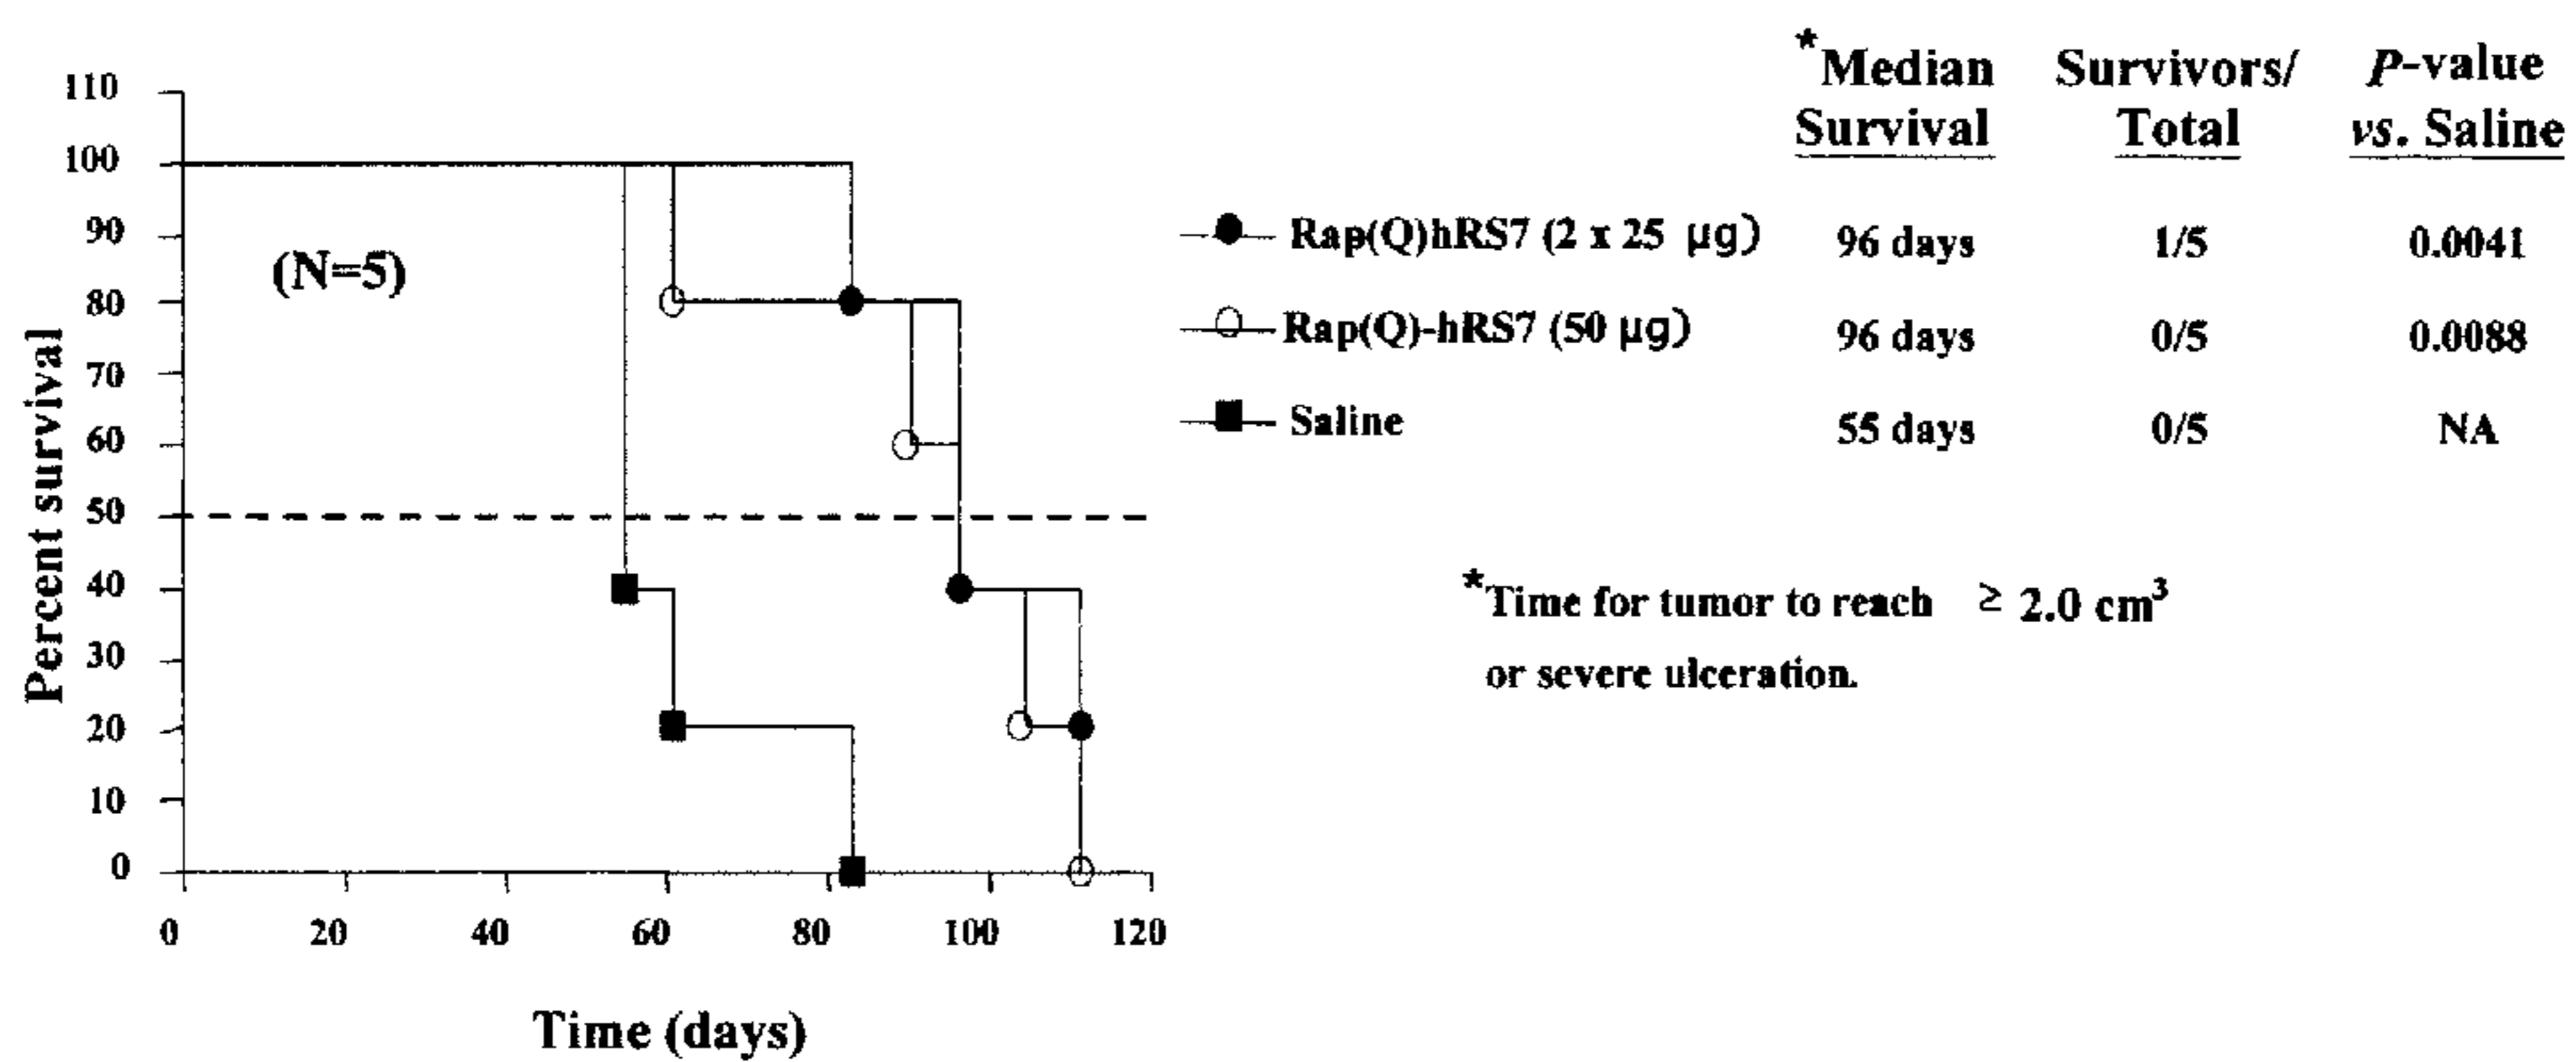 *Median Survivors/ P-value
Survival Total vs. Saline
Rap(Q)hRS7 (2 x 25 μg) 96 days 1/5 0.0041
Rap(Q)-hRS7 (50 μg) 96 days 0/5 0.0088
Saline 55 days 0/5 NA
*Time for tumor to reach ≥ 2.0 cm³
or severe ulceration.
(N=5)
Percent survival
110
100
90
80
70
60
50
40
30
20
10
0
0 20 40 60 80 100 120
Time (days)